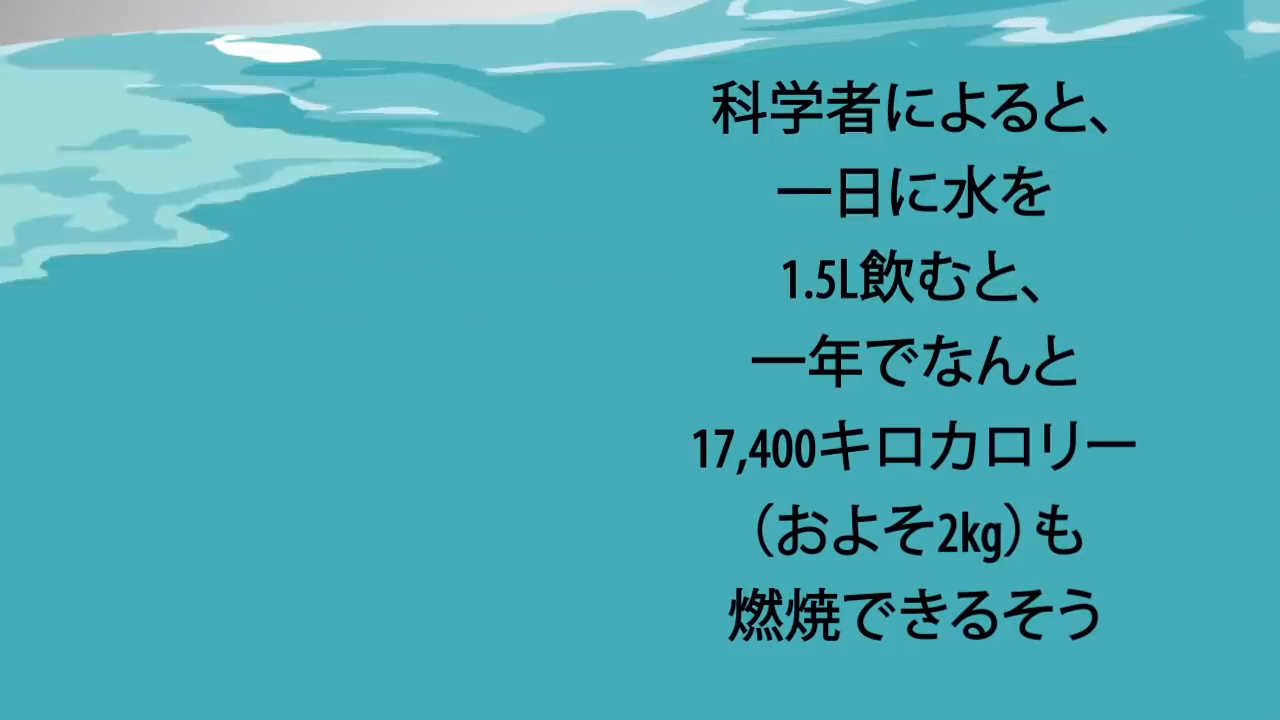 科学者によると、
一日に水を
1.5L飲むと、
一年でなんと
17,400キロカロリー
（およそ2kg）も
燃焼できるそう